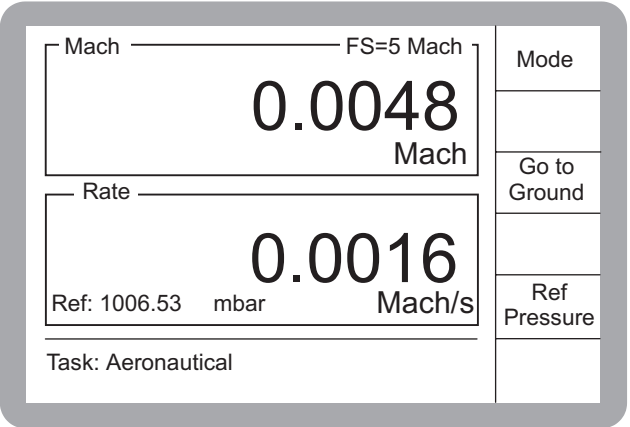 Mach FS=5 Mach
0.0048
Mach
Rate
0.0016
Ref: 1006.53 mbar Mach/s
Task: Aeronautical
Mode
Go to
Ground
Ref
Pressure